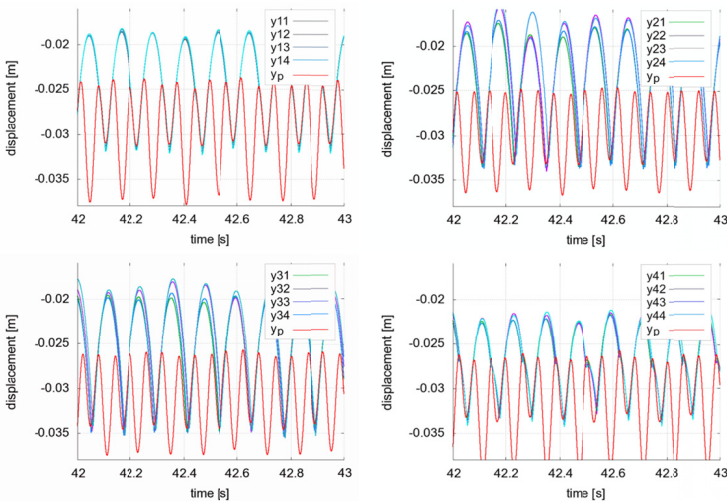 y11
y12
y13
y14
yp
-0.02
-0.025
-0.03
-0.035
displacement [m]
42 42.2 42.4 42.6 42.8 43
time [s]
y21
y22
y23
y24
yp
-0.02
-0.025
-0.03
-0.035
displacement [m]
42 42.2 42.4 42.6 42.8 43
time [s]
y31
y32
y33
y34
yp
-0.02
-0.025
-0.03
-0.035
displacement [m]
42 42.2 42.4 42.6 42.8 43
time [s]
y41
y42
y43
y44
yp
-0.02
-0.025
-0.03
-0.035
displacement [m]
42 42.2 42.4 42.6 42.8 43
time [s]